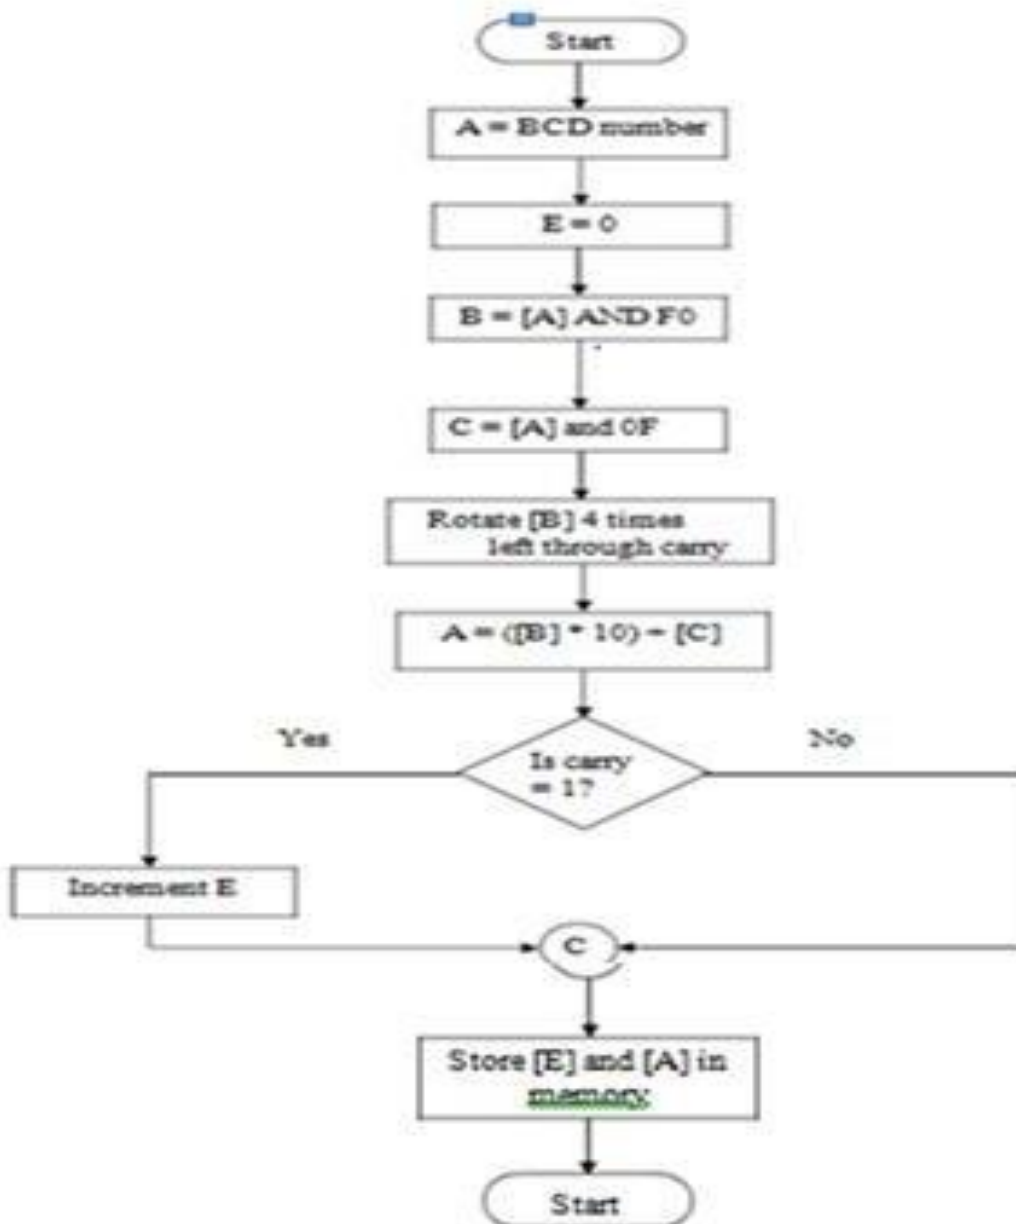 Start
A = BCD number
E = 0
B = [A] AND F0
C = [A] and 0F
Rotate [B] 4 times
left through carry
A = ([B] * 10) + [C]
Yes
No
Is carry
= 1?
Increment E
C
Store [E] and [A] in
memory
Start